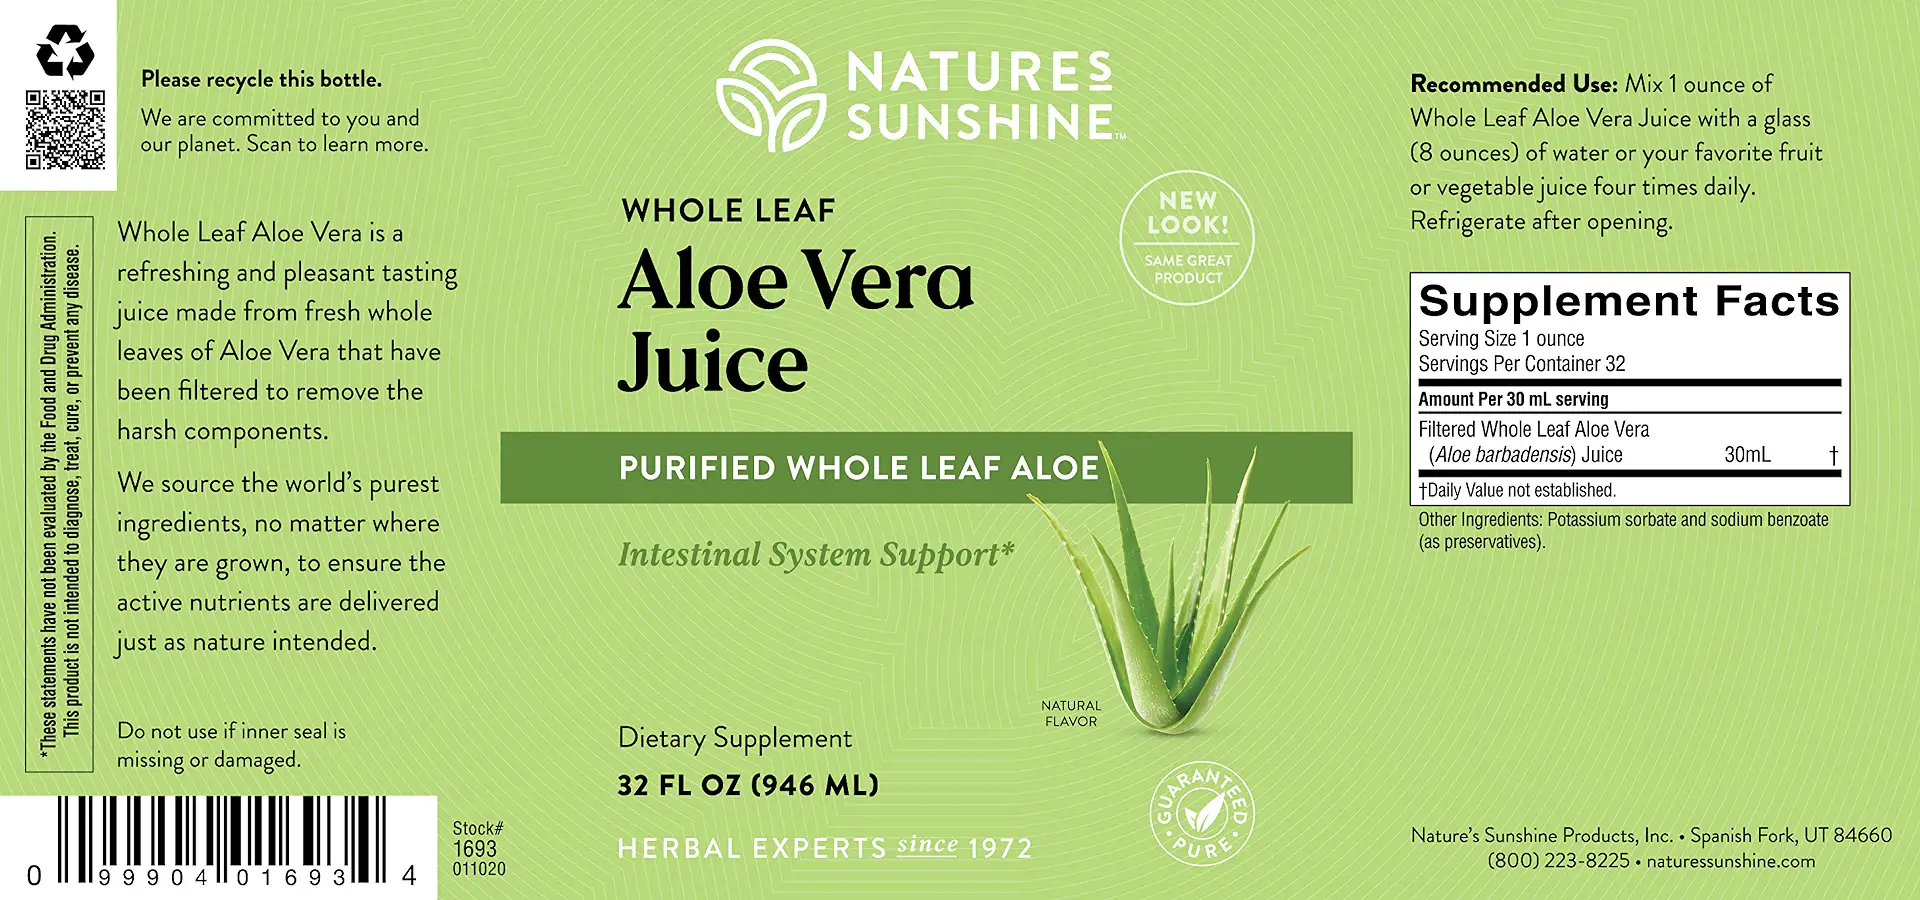 Please recycle this bottle.
We are committed to you and
our planet. Scan to learn more.
*These statements have not been evaluated by the Food and Drug Administration.
This product is not intended to diagnose, treat, cure, or prevent any disease.
Whole Leaf Aloe Vera is a
refreshing and pleasant tasting
juice made from fresh whole
leaves of Aloe Vera that have
been filtered to remove the
harsh components.
We source the world's purest
ingredients, no matter where
they are grown, to ensure the
active nutrients are delivered
just as nature intended.
Do not use if inner seal is
missing or damaged.
0 99904 01693 4
Stock#
1693
011020
NATURE'S
SUNSHINE™
WHOLE LEAF
Aloe Vera
Juice
NEW
LOOK!
SAME GREAT
PRODUCT
PURIFIED WHOLE LEAF ALOE
Intestinal System Support*
NATURAL
FLAVOR
Dietary Supplement
32 FL OZ (946 ML)
HERBAL EXPERTS since 1972
GUARANTEED
• PURE •
Recommended Use: Mix 1 ounce of
Whole Leaf Aloe Vera Juice with a glass
(8 ounces) of water or your favorite fruit
or vegetable juice four times daily.
Refrigerate after opening.
Supplement Facts
Serving Size 1 ounce
Servings Per Container 32
Amount Per 30 mL serving
Filtered Whole Leaf Aloe Vera
(Aloe barbadensis) Juice 30mL †
†Daily Value not established.
Other Ingredients: Potassium sorbate and sodium benzoate
(as preservatives).
Nature's Sunshine Products, Inc. • Spanish Fork, UT 84660
(800) 223-8225 • naturessunshine.com